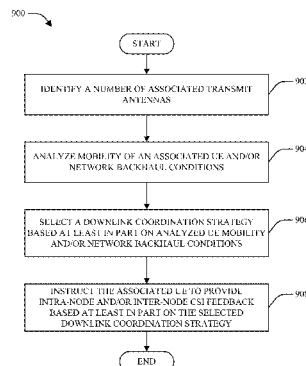 900
START
IDENTIFY A NUMBER OF ASSOCIATED TRANSMIT
ANTENNAS
ANALYZE MOBILITY OF AN ASSOCIATED UE AND/OR
NETWORK BACKHAUL CONDITIONS
904
SELECT A DOWNLINK COORDINATION STRATEGY
BASED AT LEAST IN PART ON ANALYZED UE MOBILITY
AND/OR NETWORK BACKHAUL CONDITIONS
906
INSTRUCT THE ASSOCIATED UE TO PROVIDE
INTRA-NODE AND/OR INTER-NODE CSI FEEDBACK
BASED AT LEAST IN PART ON THE SELECTED
DOWNLINK COORDINATION STRATEGY
END